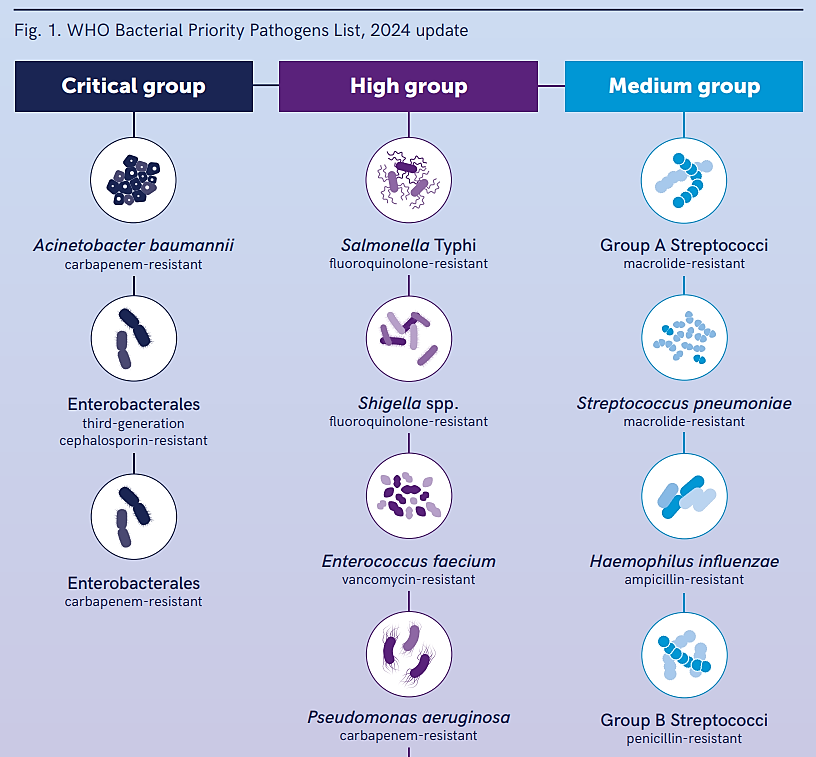 Fig. 1. WHO Bacterial Priority Pathogens List, 2024 update
Critical group
High group
Medium group
Acinetobacter baumannii
carbapenem-resistant
Salmonella Typhi
fluoroquinolone-resistant
Group A Streptococci
macrolide-resistant
Enterobacterales
third-generation
cephalosporin-resistant
Shigella spp.
fluoroquinolone-resistant
Streptococcus pneumoniae
macrolide-resistant
Enterobacterales
carbapenem-resistant
Enterococcus faecium
vancomycin-resistant
Haemophilus influenzae
ampicillin-resistant
Pseudomonas aeruginosa
carbapenem-resistant
Group B Streptococci
penicillin-resistant